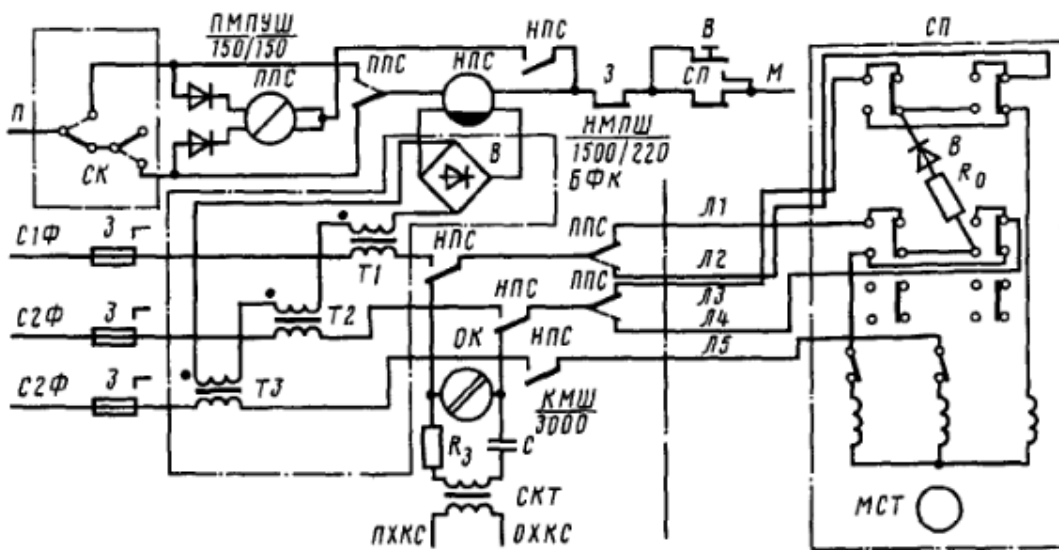 ПМПУШ
150/150
НПС
В
СП
ППС
ППС
НПС
З
СП
М
П
СК
НМПШ
1500/220
БФК
В
В
R0
С1Ф
З
Т1
НПС
ППС
Л1
Л2
ППС
Л3
С2Ф
З
Т2
НПС
Л4
ОК
НПС
Л5
С2Ф
З
Т3
КМШ
3000
R3
С
СКТ
ПХКС
ОХКС
МСТ